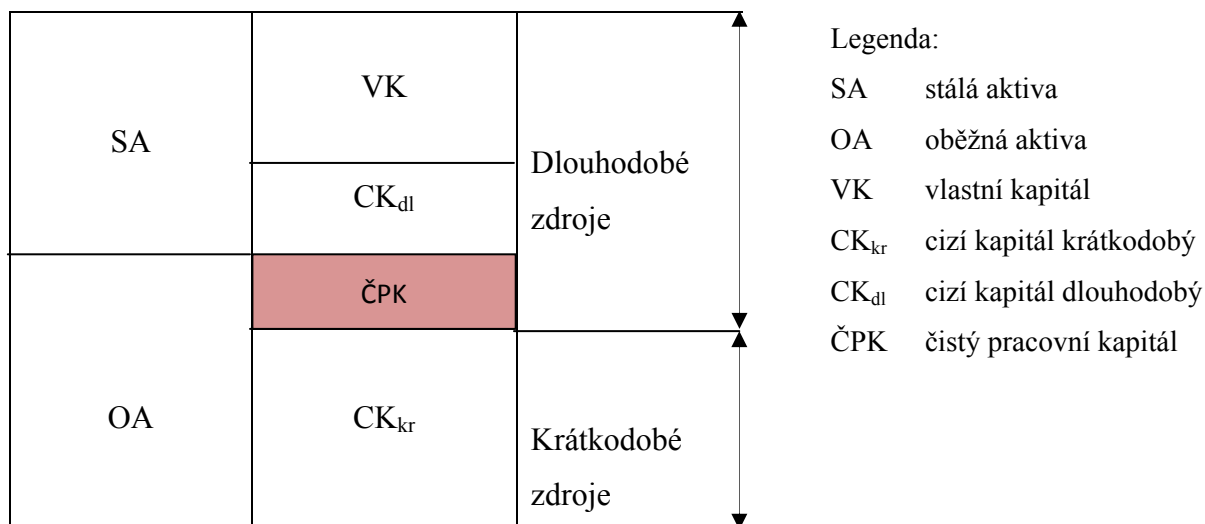 SA
OA
VK
CKdl
ČPK
CKkr
Dlouhodobé
zdroje
Krátkodobé
zdroje
Legenda:
SA stálá aktiva
OA oběžná aktiva
VK vlastní kapitál
CKkr cizí kapitál krátkodobý
CKdl cizí kapitál dlouhodobý
ČPK čistý pracovní kapitál